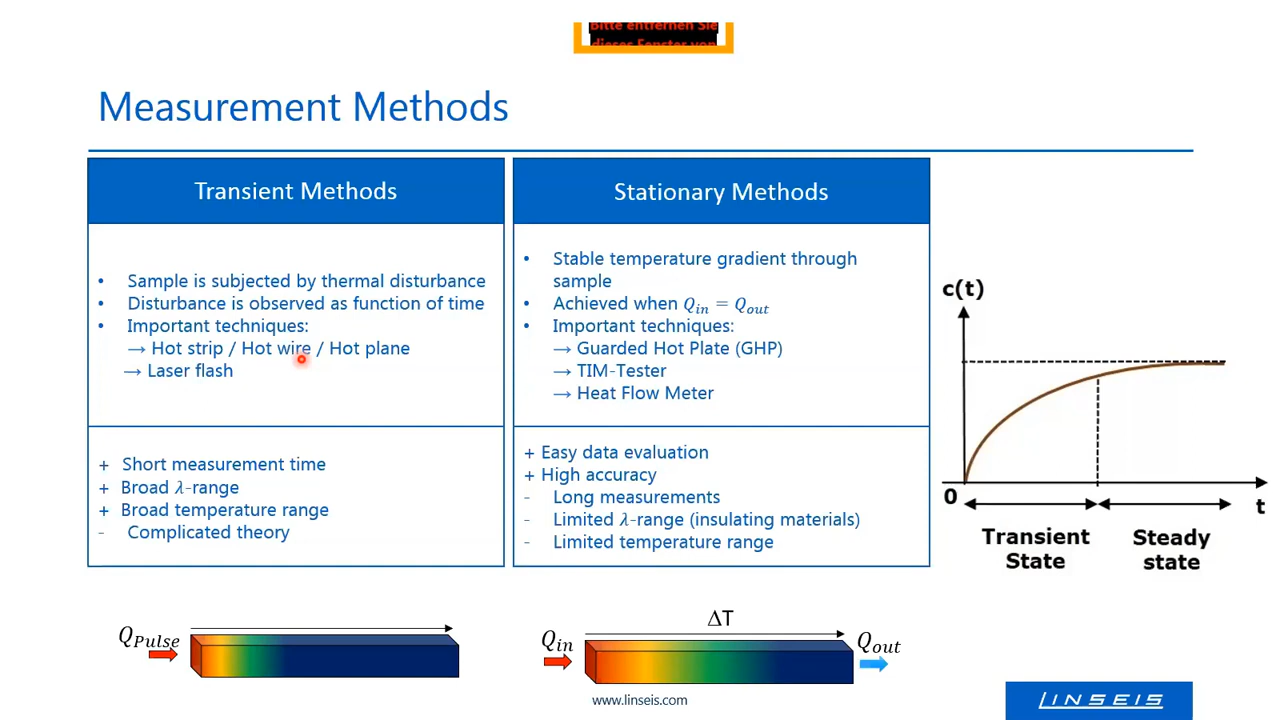 Bitte entfernen Sie
dieses Fenster von
Measurement Methods
Transient Methods
• Sample is subjected by thermal disturbance
• Disturbance is observed as function of time
• Important techniques:
→ Hot strip / Hot wire / Hot plane
→ Laser flash
+ Short measurement time
+ Broad λ-range
+ Broad temperature range
- Complicated theory
Stationary Methods
• Stable temperature gradient through
sample
• Achieved when Q_in = Q_out
• Important techniques:
→ Guarded Hot Plate (GHP)
→ TIM-Tester
→ Heat Flow Meter
+ Easy data evaluation
+ High accuracy
- Long measurements
- Limited λ-range (insulating materials)
- Limited temperature range
c(t)
0
t
Transient
State
Steady
state
Q_Pulse
Q_in
ΔT
Q_out
www.linseis.com
LINSEIS